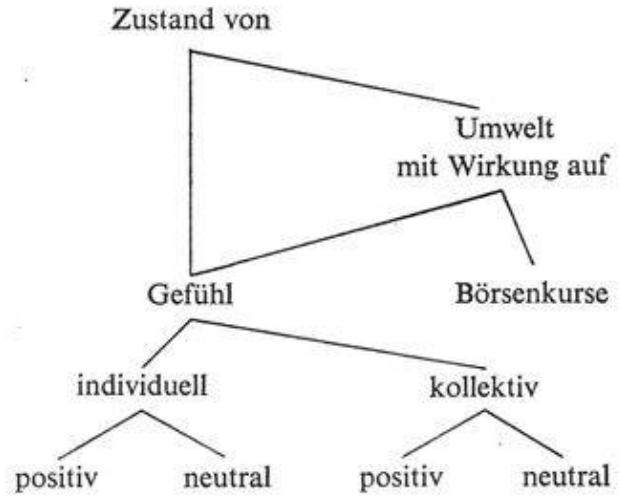 Zustand von
Umwelt
mit Wirkung auf
Gefühl
Börsenkurse
individuell
kollektiv
positiv
neutral
positiv
neutral